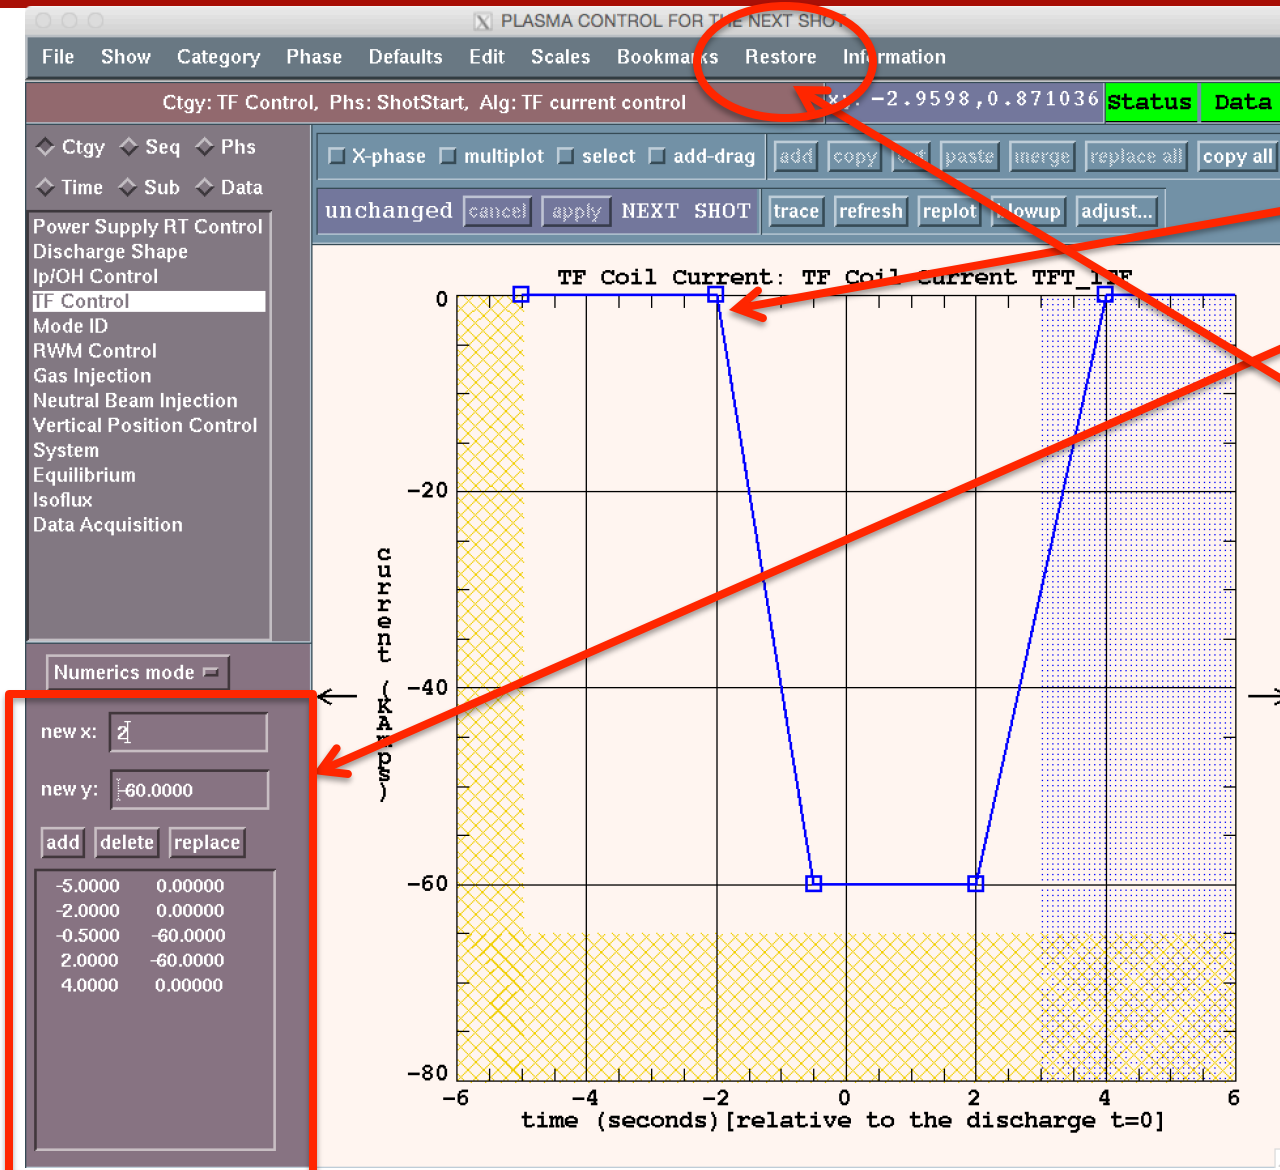 PLASMA CONTROL FOR THE NEXT SHOT
File Show Category Phase Defaults Edit Scales Bookmarks Restore Information
Ctgy: TF Control, Phs: ShotStart, Alg: TF current control
xy: -2.9598,0.871036 Status Data
Ctgy Seq Phs
Time Sub Data
X-phase multiplot select add-drag add copy cut paste merge replace all copy all
unchanged cancel apply NEXT SHOT trace refresh replot blowup adjust...
Power Supply RT Control
Discharge Shape
Ip/OH Control
TF Control
Mode ID
RWM Control
Gas Injection
Neutral Beam Injection
Vertical Position Control
System
Equilibrium
Isoflux
Data Acquisition
Numerics mode
new x: 2
new y: -60.0000
add delete replace
-5.0000 0.00000
-2.0000 0.00000
-0.5000 -60.0000
2.0000 -60.0000
4.0000 0.00000
TF Coil Current: TF Coil Current TFT_ITF
0
-20
-40
-60
-80
current (KAmps)
-6 -4 -2 0 2 4 6
time (seconds)[relative to the discharge t=0]